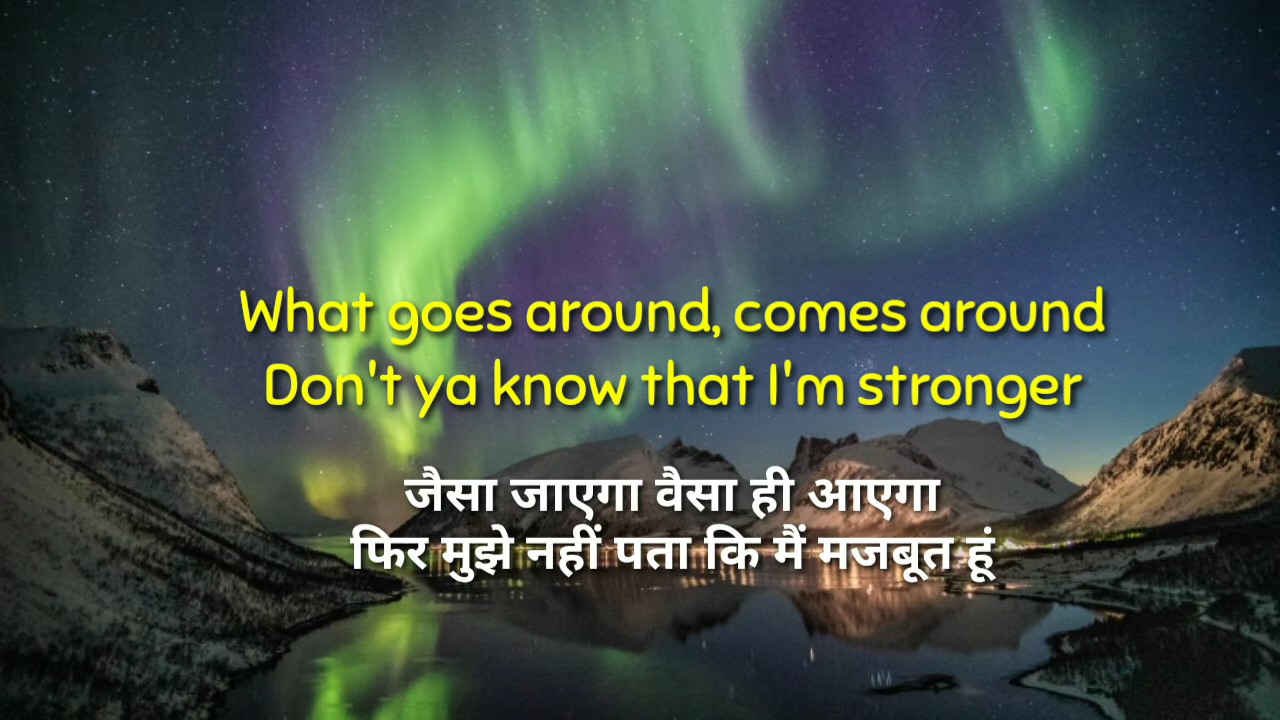 What goes around, comes around
Don't ya know that I'm stronger
जैसा जाएगा वैसा ही आएगा
फिर मुझे नहीं पता कि मैं मजबूत हूं